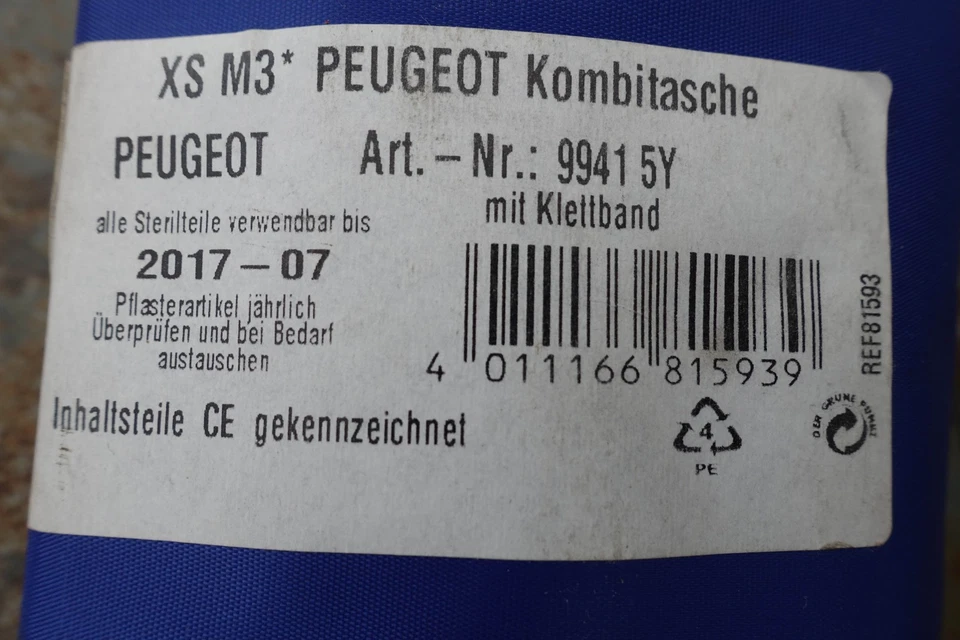 XS M3* PEUGEOT Kombitasche
PEUGEOT Art. – Nr.: 9941 5Y
mit Klettband
alle Sterilteile verwendbar bis
2017 – 07
Pflasterartikel jährlich
Überprüfen und bei Bedarf
austauschen
4 011166 815939
REF81593
Inhaltsteile CE gekennzeichnet
4
PE
DER GRÜNE PUNKT